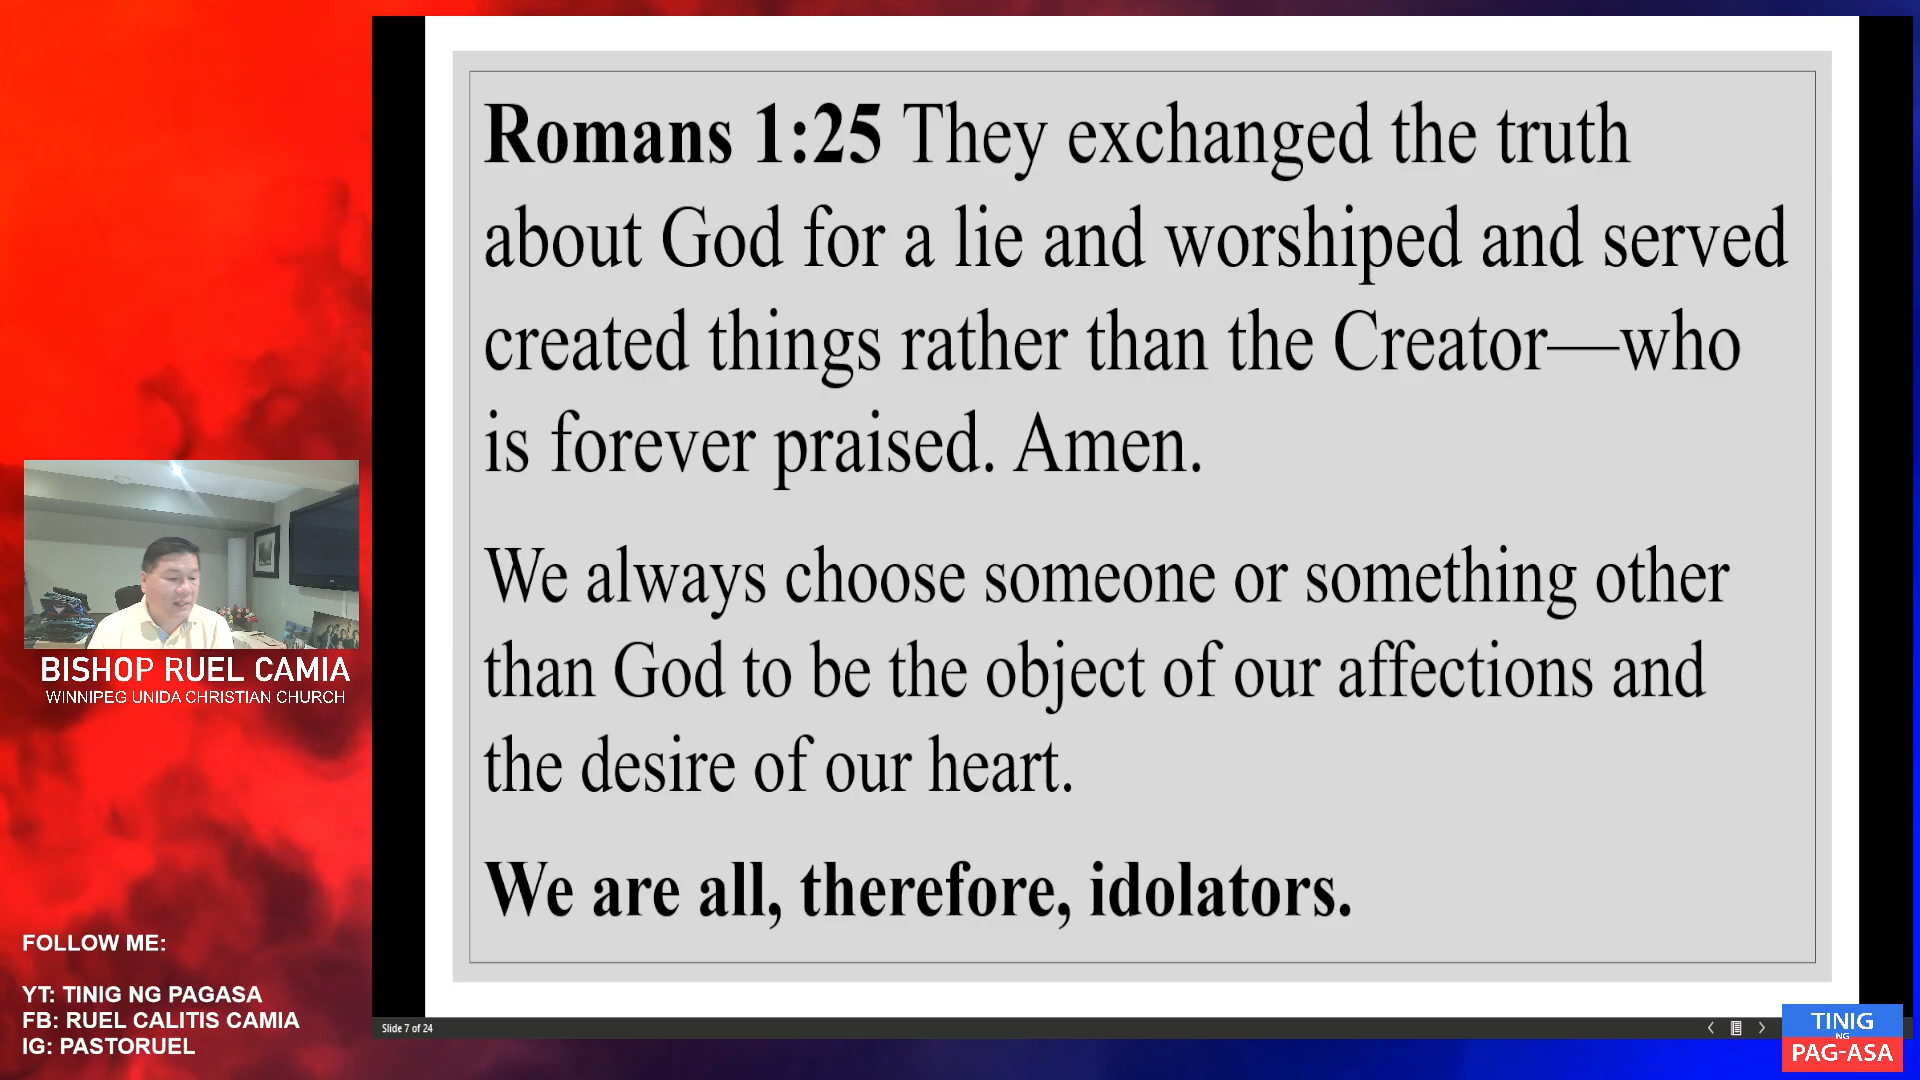 Romans 1:25 They exchanged the truth
about God for a lie and worshiped and served
created things rather than the Creator—who
is forever praised. Amen.
We always choose someone or something other
than God to be the object of our affections and
the desire of our heart.
We are all, therefore, idolators.
BISHOP RUEL CAMIA
WINNIPEG UNIDA CHRISTIAN CHURCH
FOLLOW ME:
YT: TINIG NG PAGASA
FB: RUEL CALITIS CAMIA
IG: PASTORUEL
Slide 7 of 24
TINIG
NG
PAG-ASA